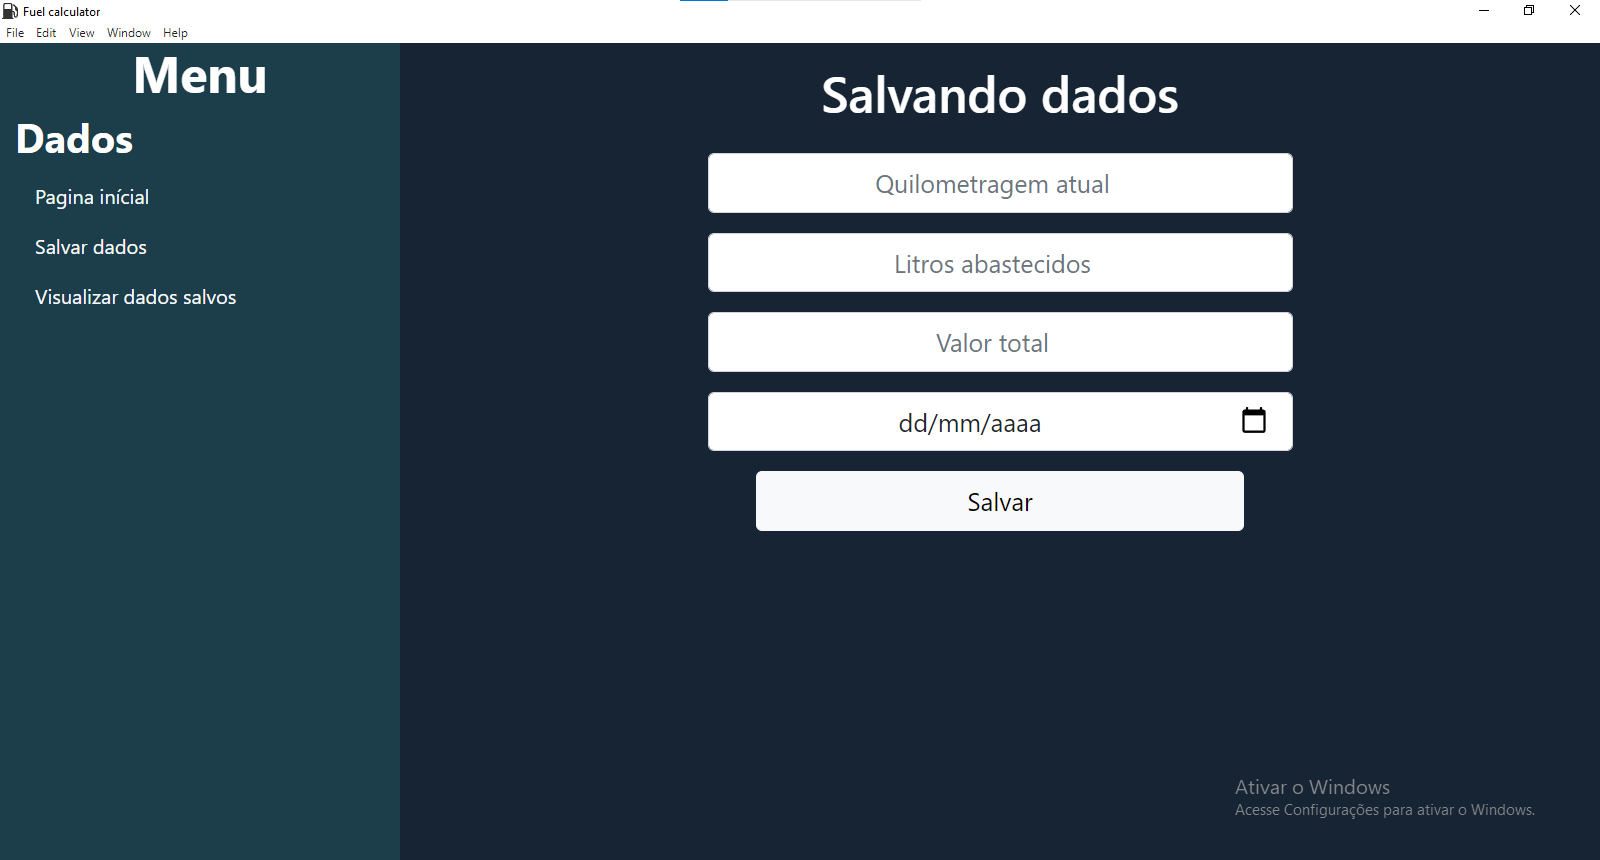 Fuel calculator
File Edit View Window Help
Menu
Dados
Pagina inícial
Salvar dados
Visualizar dados salvos
Salvando dados
Quilometragem atual
Litros abastecidos
Valor total
dd/mm/aaaa
Salvar
Ativar o Windows
Acesse Configurações para ativar o Windows.